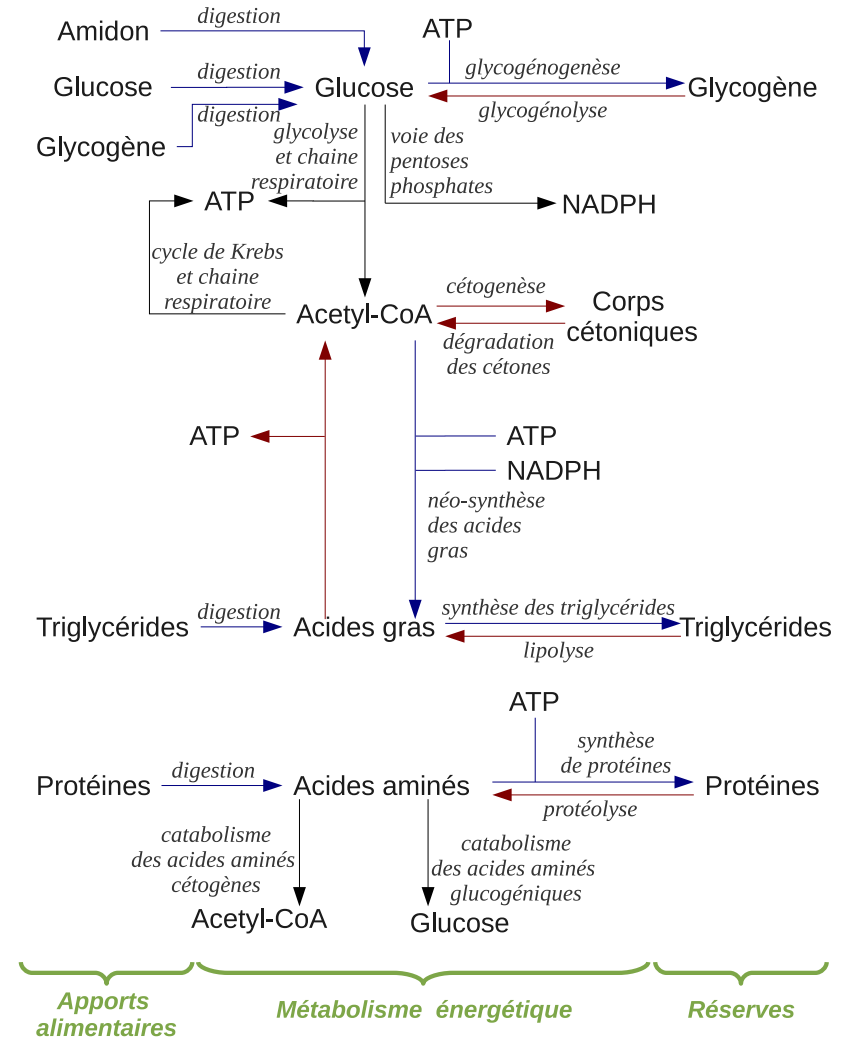 Amidon
digestion
ATP
Glucose
digestion
Glucose
glycogénogenèse
Glycogène
Glycogène
digestion
glycogénolyse
glycolyse
et chaine
respiratoire
voie des
pentoses
phosphates
ATP
NADPH
cycle de Krebs
et chaine
respiratoire
Acetyl-CoA
cétogenèse
Corps
cétoniques
dégradation
des cétones
ATP
ATP
NADPH
néo-synthèse
des acides
gras
Triglycérides
digestion
Acides gras
synthèse des triglycérides
Triglycérides
lipolyse
ATP
Protéines
digestion
Acides aminés
synthèse
de protéines
Protéines
protéolyse
catabolisme
des acides aminés
cétogènes
catabolisme
des acides aminés
glucogéniques
Acetyl-CoA
Glucose
Apports
alimentaires
Métabolisme énergétique
Réserves